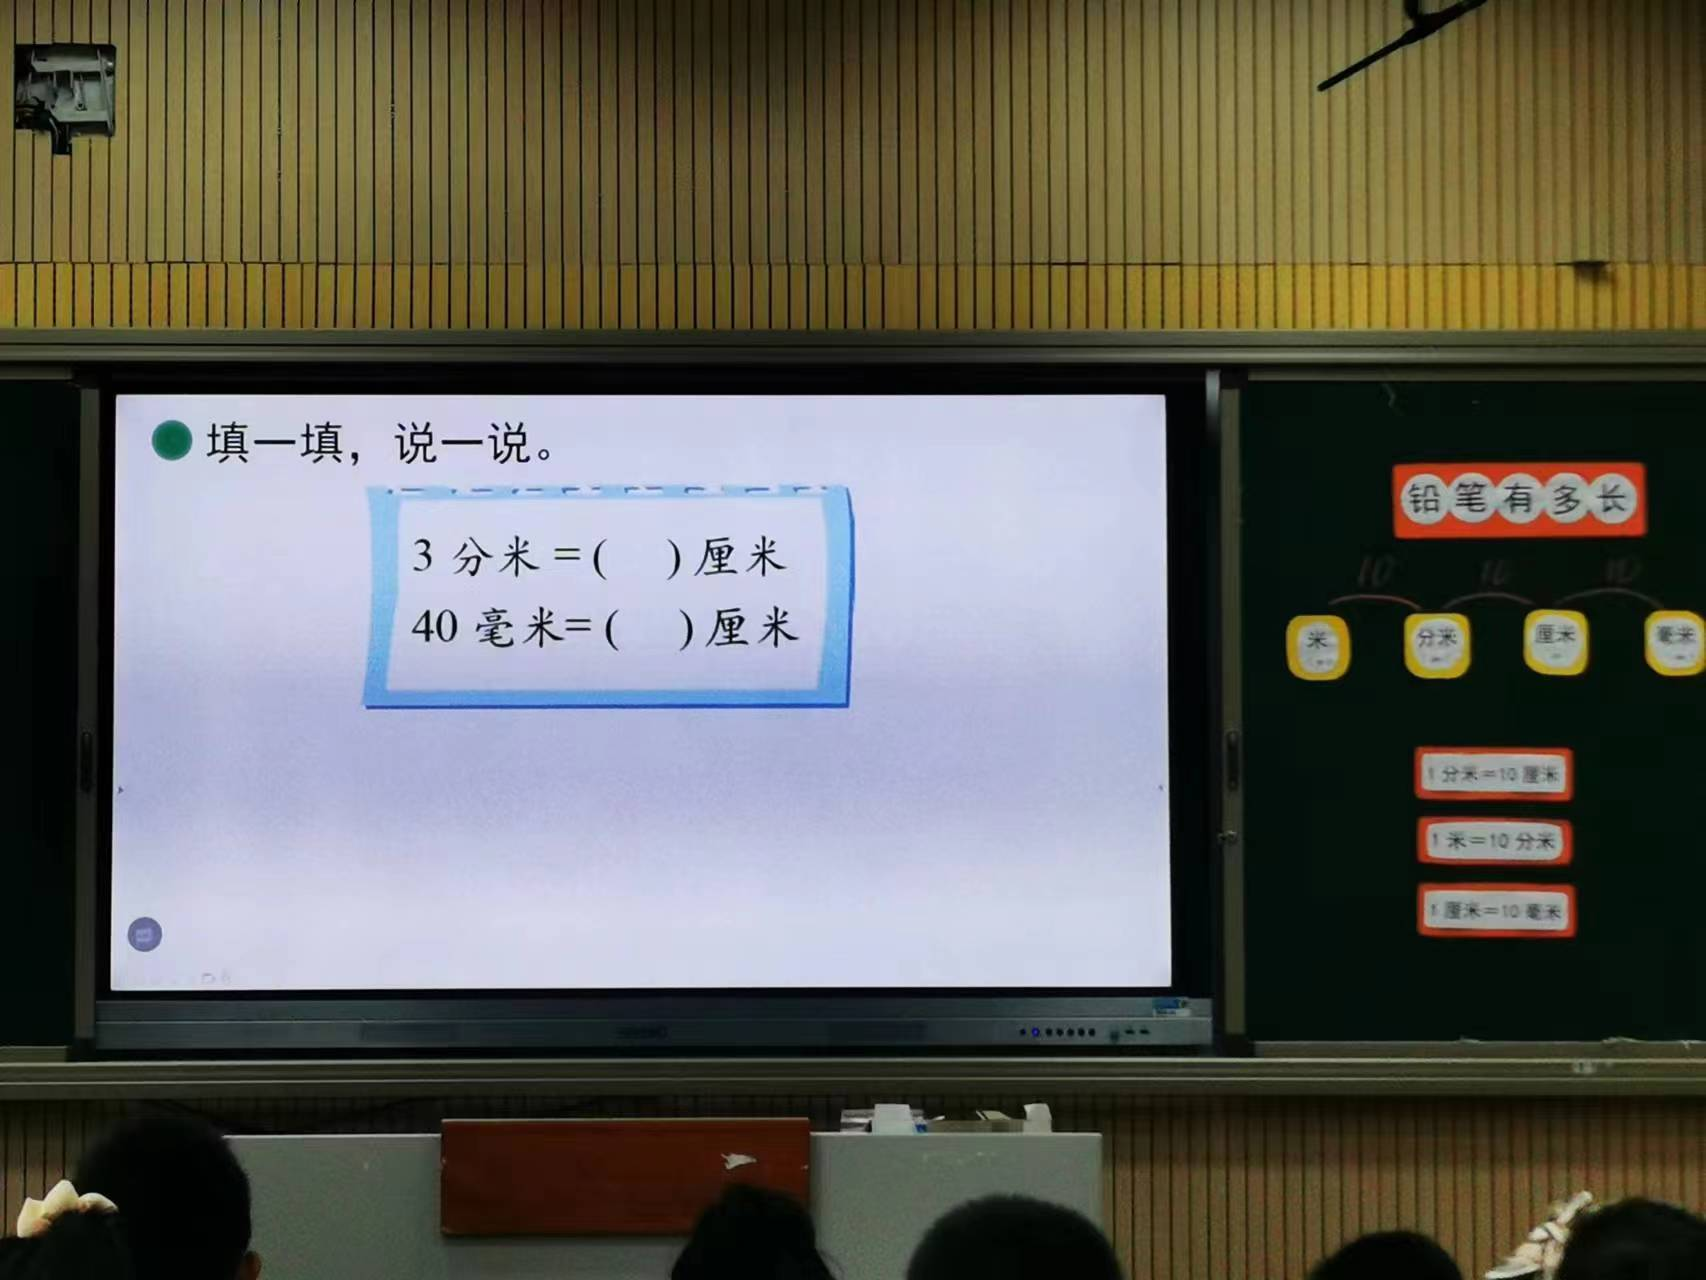 填一填，说一说。
3 分米 =(    )厘米
40 毫米=(    )厘米
铅笔有多长
10 10 10
米 分米 厘米 毫米
1 分米=10 厘米
1 米=10 分米
1 厘米=10 毫米